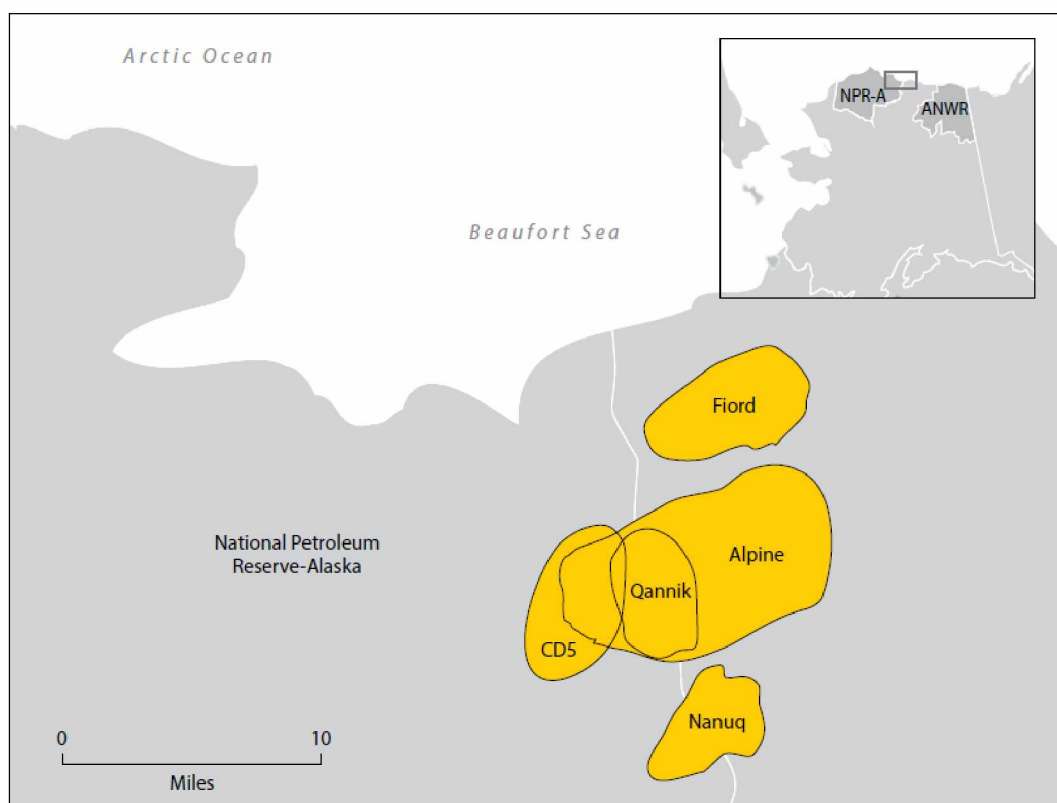 Arctic Ocean
NPR-A
ANWR
Beaufort Sea
Fiord
National Petroleum
Reserve-Alaska
Alpine
Qannik
CD5
Nanuq
0 10
Miles